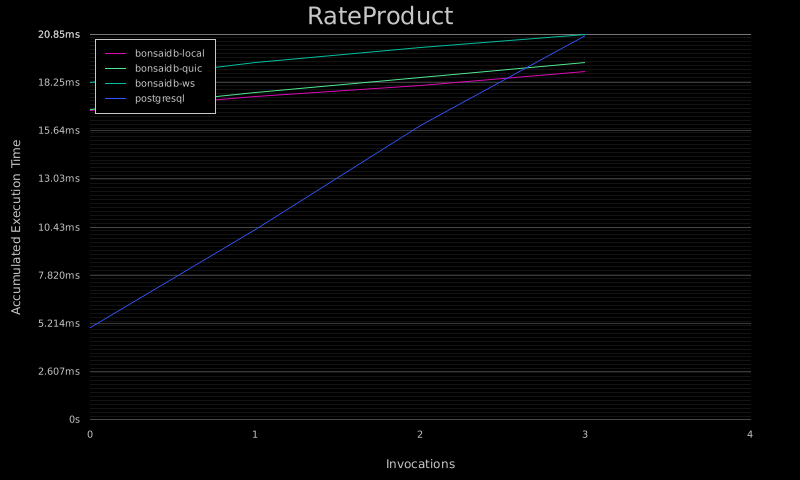 RateProduct
20.85ms
18.25ms
15.64ms
13.03ms
10.43ms
7.820ms
5.214ms
2.607ms
0s
bonsaidb-local
bonsaidb-quic
bonsaidb-ws
postgresql
Accumulated Execution Time
0 1 2 3 4
Invocations